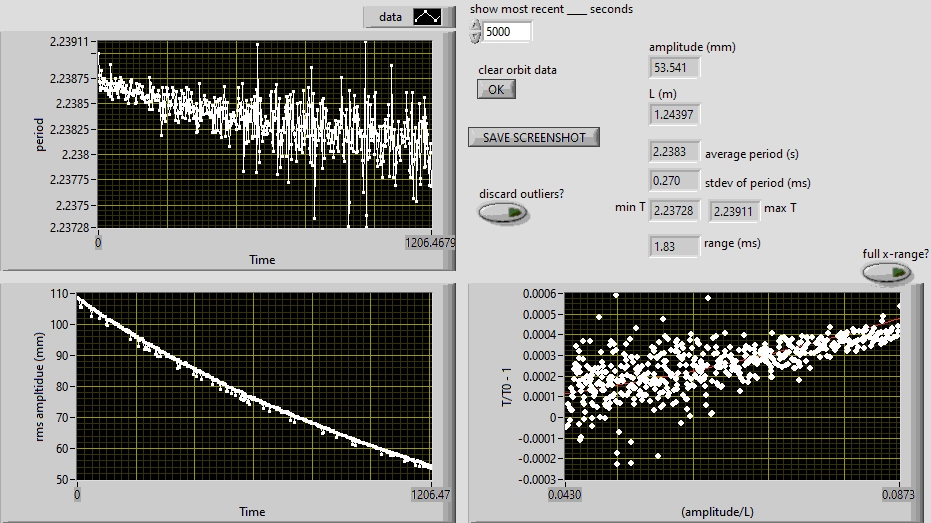 data
2.23911
2.23875
2.2385
2.23825
2.238
2.23775
2.2375
2.23728
period
0
1206.4679
Time
show most recent ____ seconds
5000
clear orbit data
OK
SAVE SCREENSHOT
discard outliers?
amplitude (mm)
53.541
L (m)
1.24397
2.2383 average period (s)
0.270 stdev of period (ms)
min T 2.23728 2.23911 max T
1.83 range (ms)
full x-range?
110
100
90
80
70
60
50
rms ampltidue (mm)
0
1206.47
Time
0.0006
0.0005
0.0004
0.0003
0.0002
0.0001
0
-0.0001
-0.0002
-0.0003
T/T0 - 1
0.0430
0.0873
(amplitude/L)